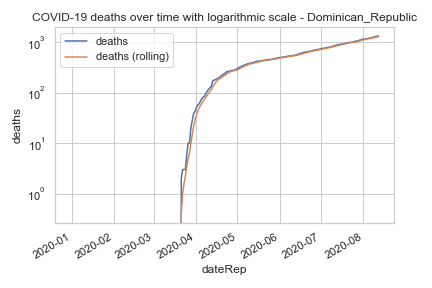 COVID-19 deaths over time with logarithmic scale - Dominican_Republic
deaths
deaths (rolling)
10³
10²
10¹
10⁰
deaths
2020-01
2020-02
2020-03
2020-04
2020-05
2020-06
2020-07
2020-08
dateRep